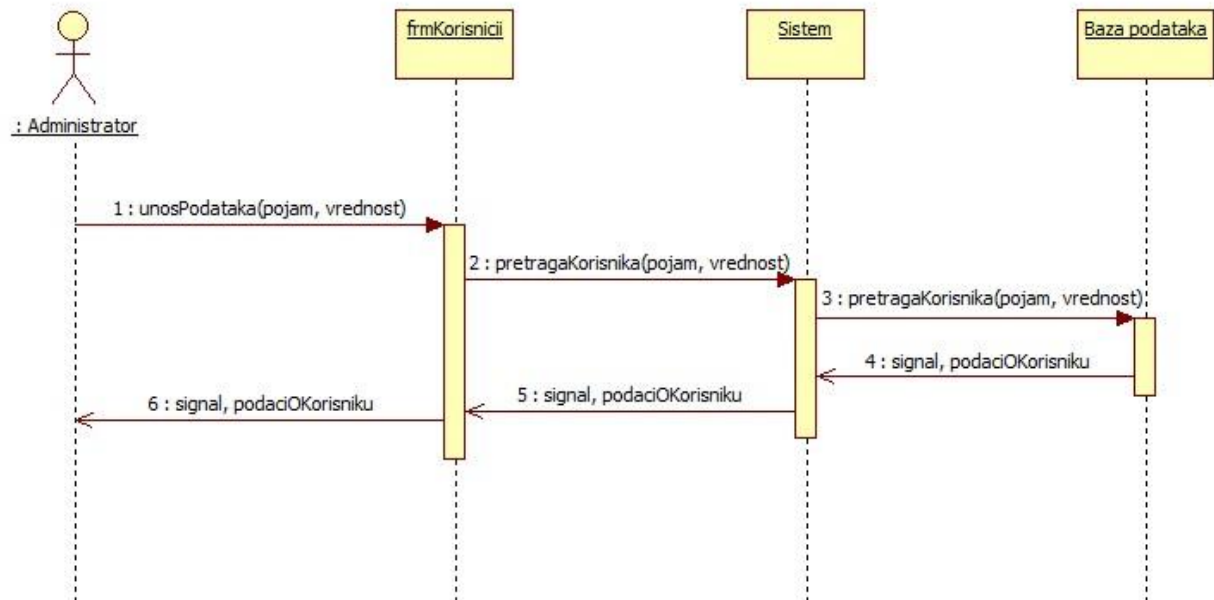 frmKorisnicii
Sistem
Baza podataka
: Administrator
1 : unosPodataka(pojam, vrednost)
2 : pretragaKorisnika(pojam, vrednost)
3 : pretragaKorisnika(pojam, vrednost)
4 : signal, podaciOKorisniku
5 : signal, podaciOKorisniku
6 : signal, podaciOKorisniku